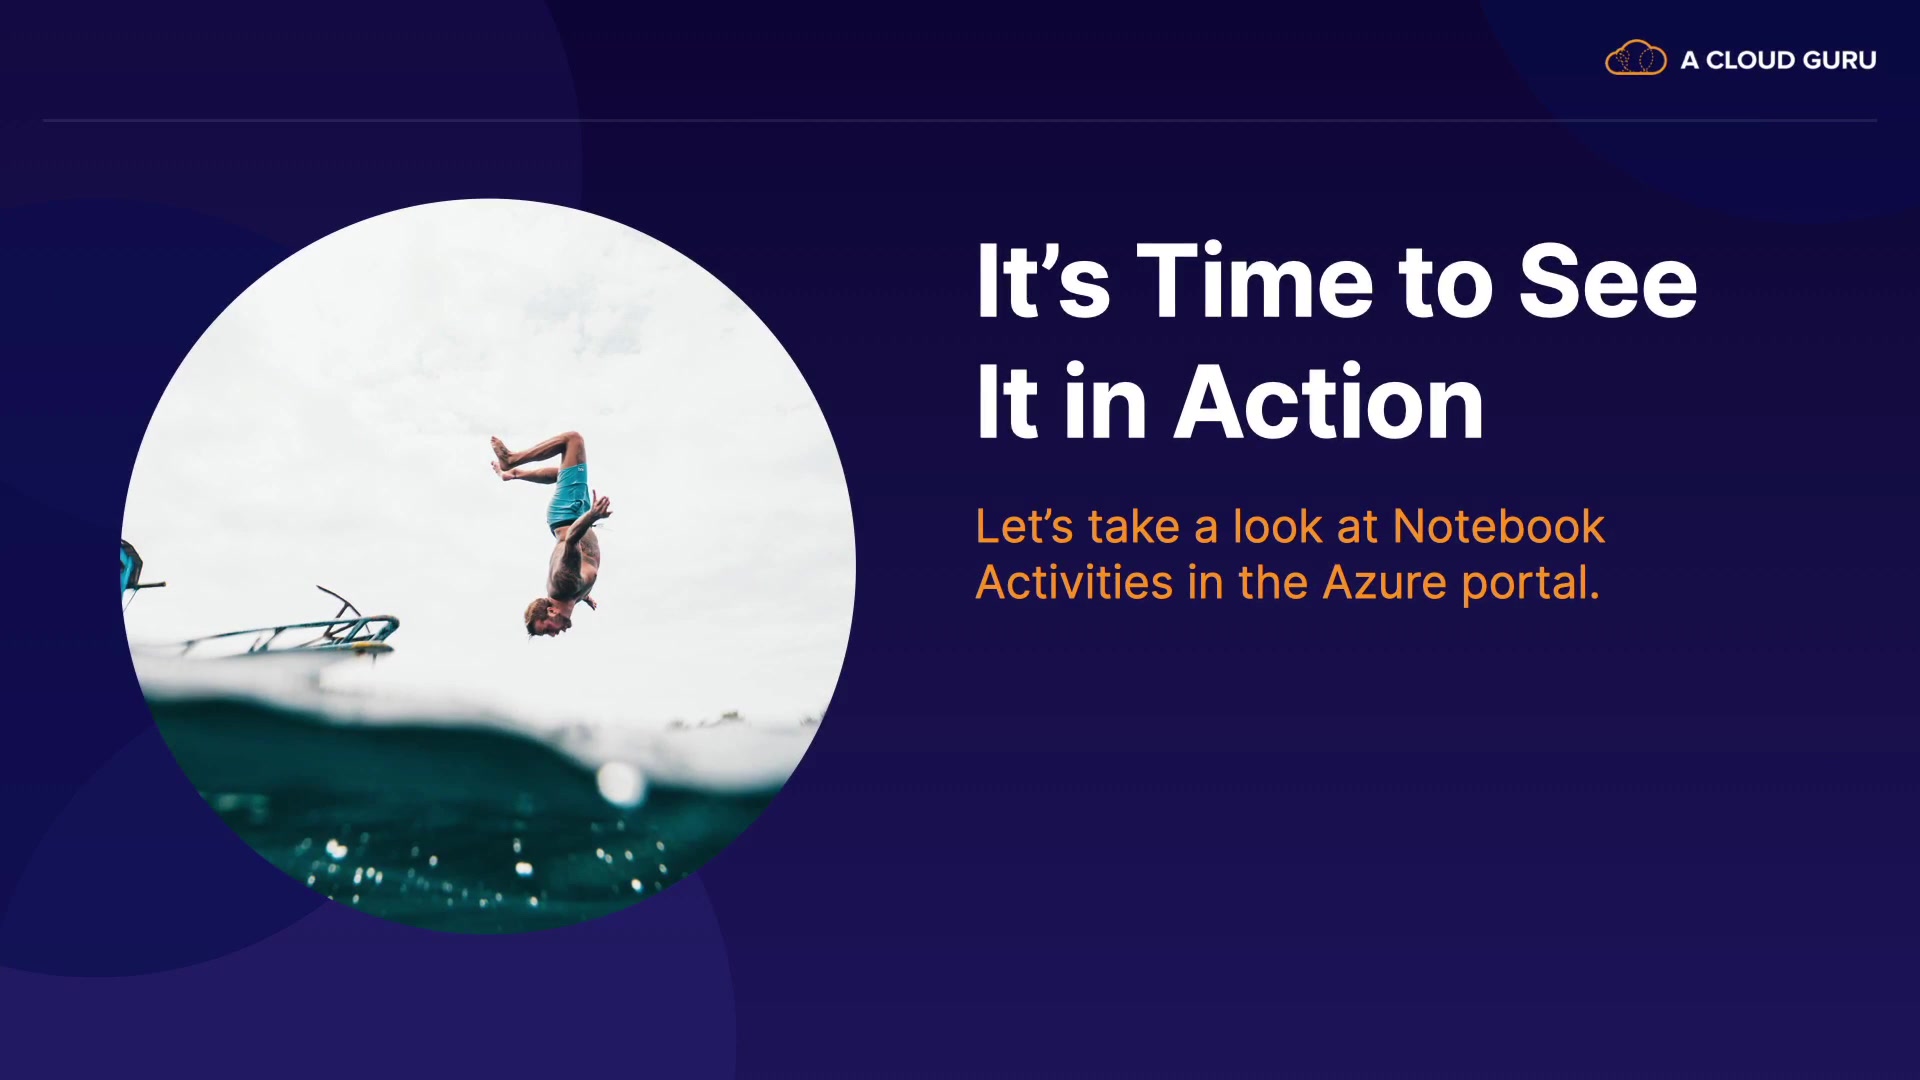 A CLOUD GURU
It’s Time to See
It in Action
Let’s take a look at Notebook
Activities in the Azure portal.